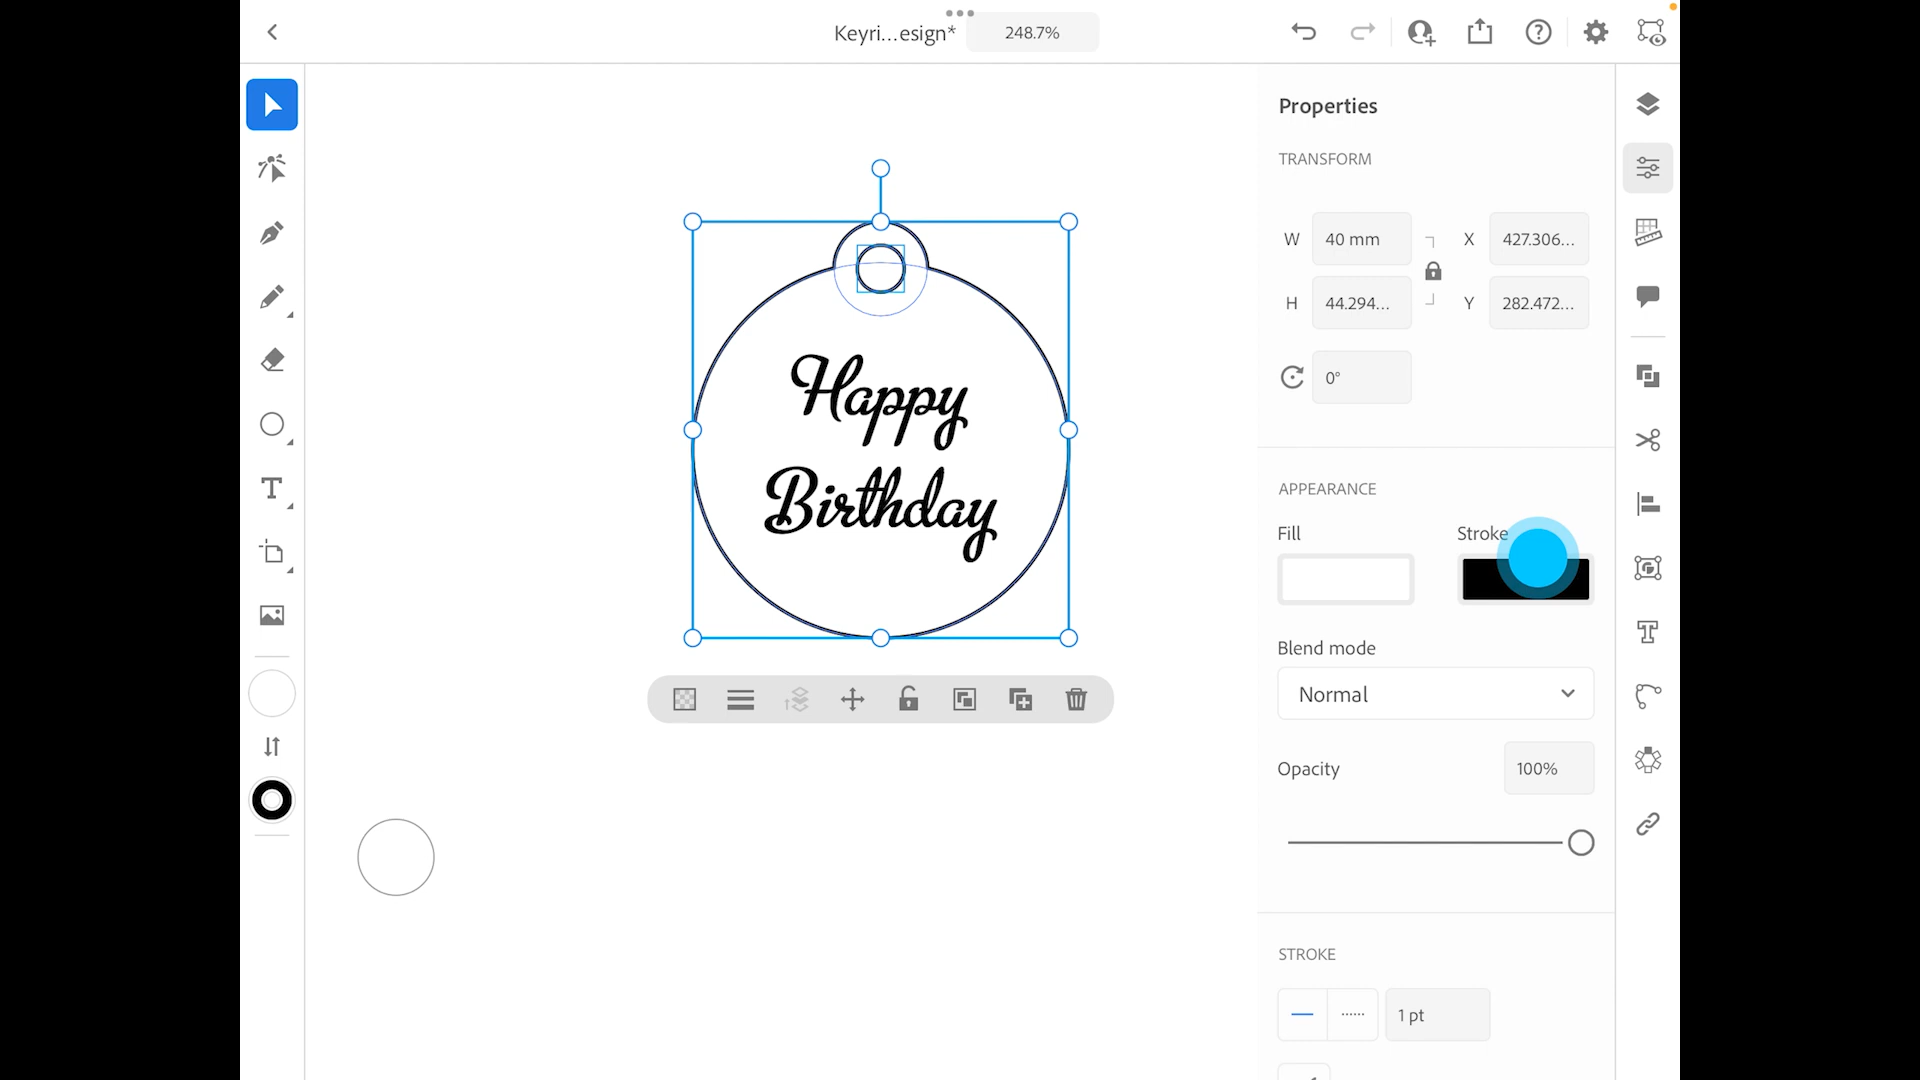 Keyri...esign*
248.7%
Properties
TRANSFORM
W 40 mm X 427.306...
H 44.294... Y 282.472...
0°
Happy
Birthday
APPEARANCE
Fill Stroke
Blend mode
Normal
Opacity 100%
STROKE
1 pt